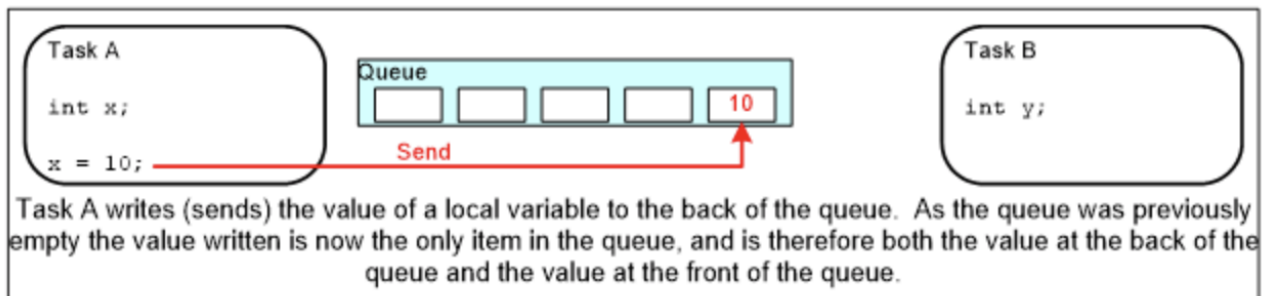 Task A
int x;
x = 10;
Queue
10
Send
Task B
int y;
Task A writes (sends) the value of a local variable to the back of the queue.  As the queue was previously
empty the value written is now the only item in the queue, and is therefore both the value at the back of the
queue and the value at the front of the queue.